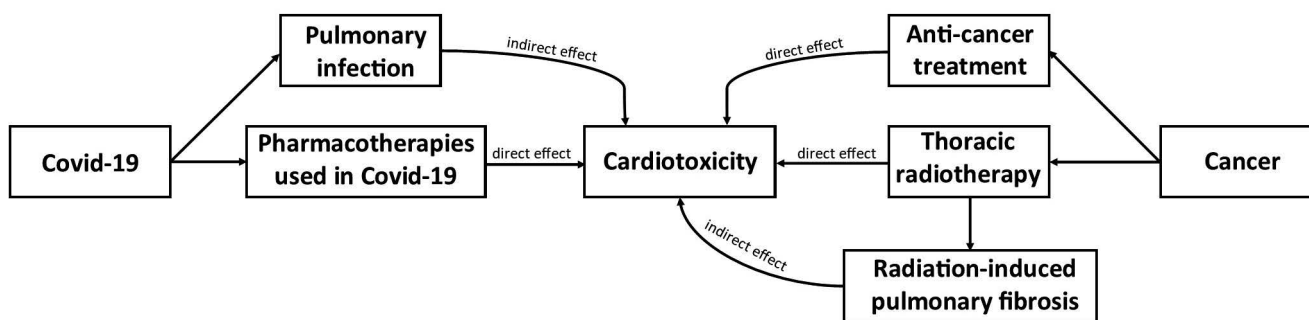 Pulmonary
infection
indirect effect
direct effect
Anti-cancer
treatment
Covid-19
Pharmacotherapies
used in Covid-19
direct effect
Cardiotoxicity
direct effect
Thoracic
radiotherapy
Cancer
indirect effect
Radiation-induced
pulmonary fibrosis